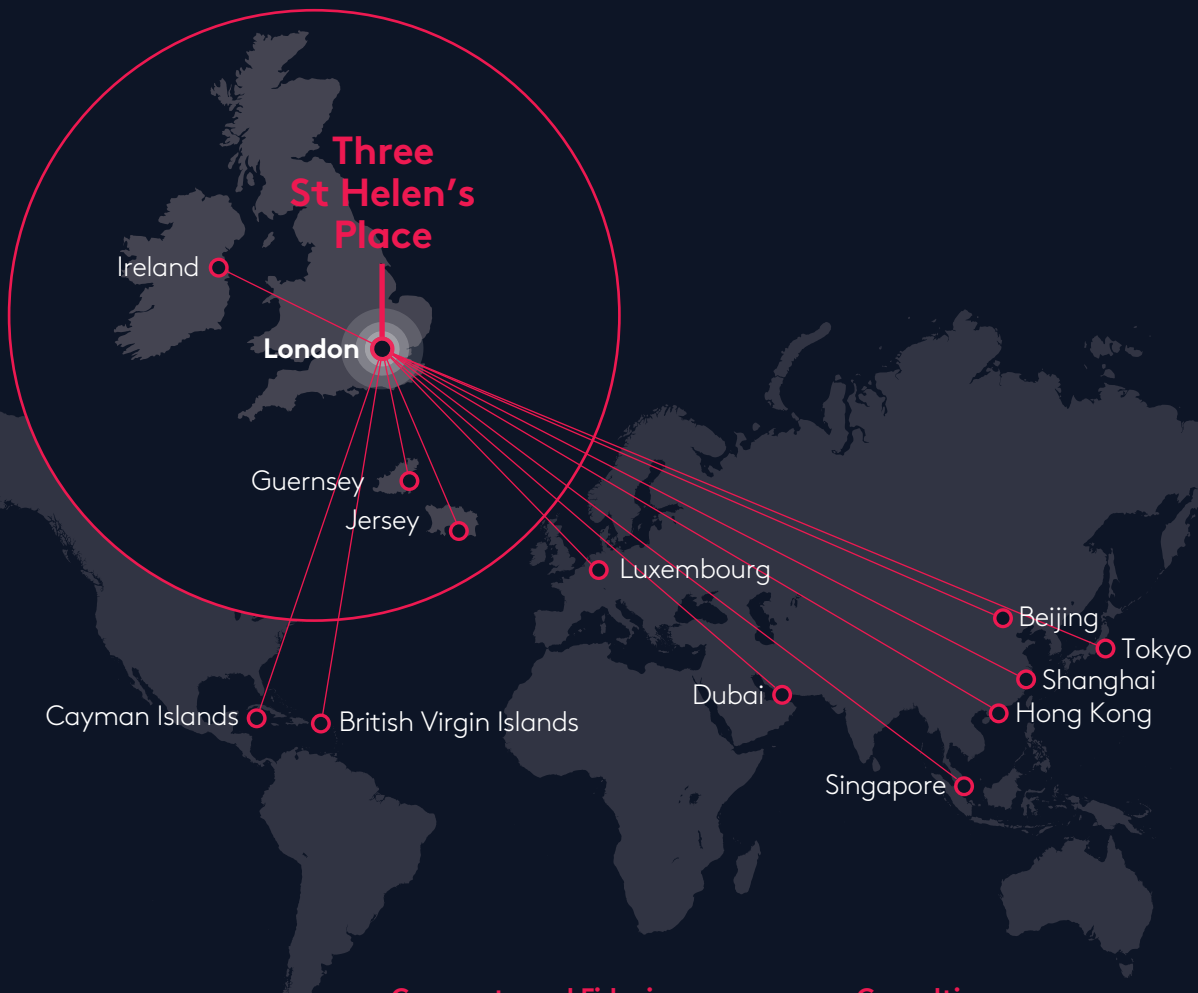 Three
St Helen’s
Place
Ireland
London
Guernsey
Jersey
Luxembourg
Beijing
Tokyo
Shanghai
Dubai
Hong Kong
Cayman Islands
British Virgin Islands
Singapore